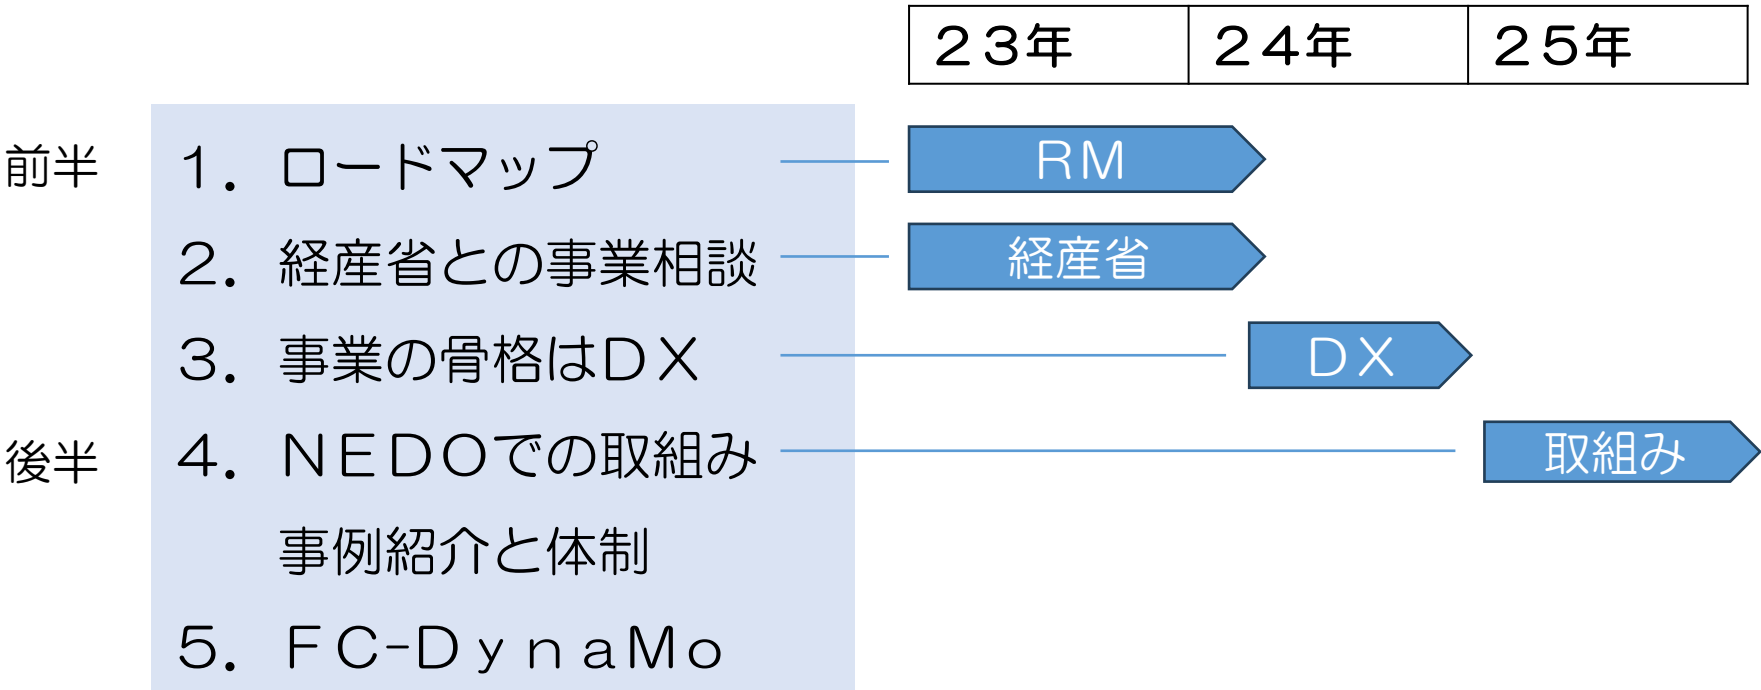 ２３年 ２４年 ２５年
前半 １．ロードマップ RM
２．経産省との事業相談 経産省
３．事業の骨格はＤＸ ＤＸ
後半 ４．ＮＥＤＯでの取組み 取組み
事例紹介と体制
５．ＦＣ-ＤｙｎａＭｏ